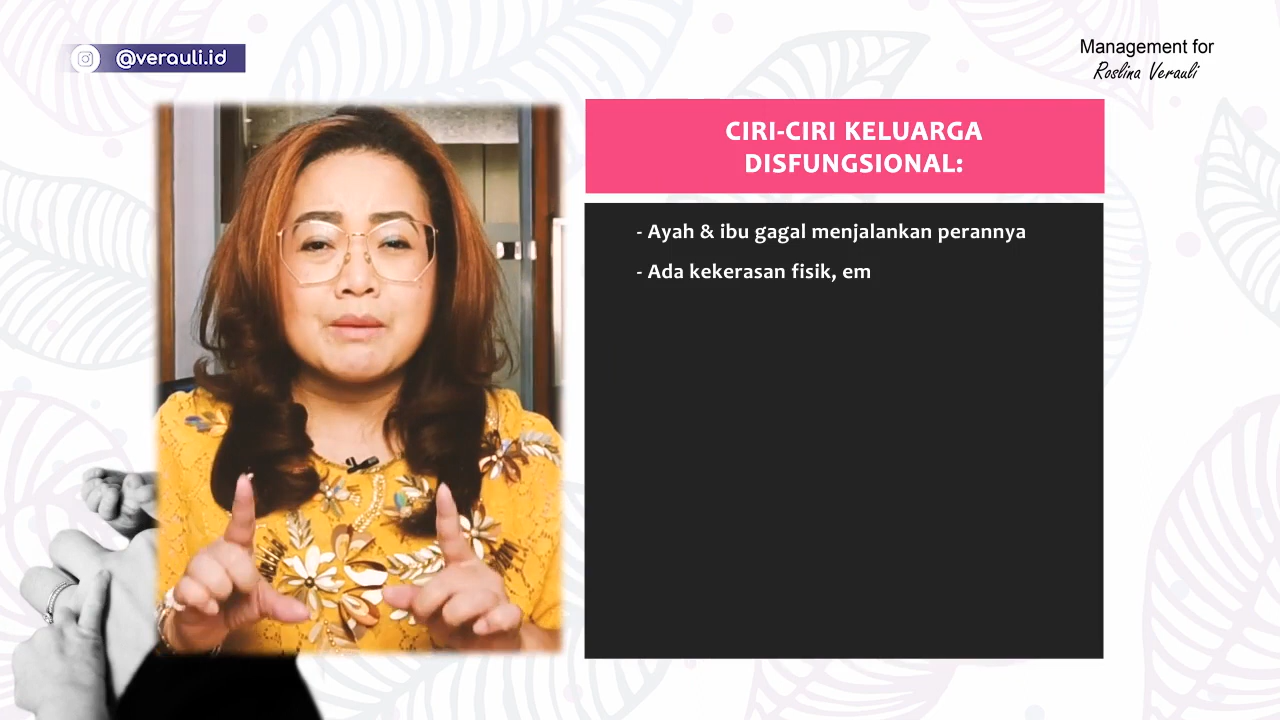 @verauli.id
Management for
Roslina Verauli
CIRI-CIRI KELUARGA
DISFUNGSIONAL:
- Ayah & ibu gagal menjalankan perannya
- Ada kekerasan fisik, em